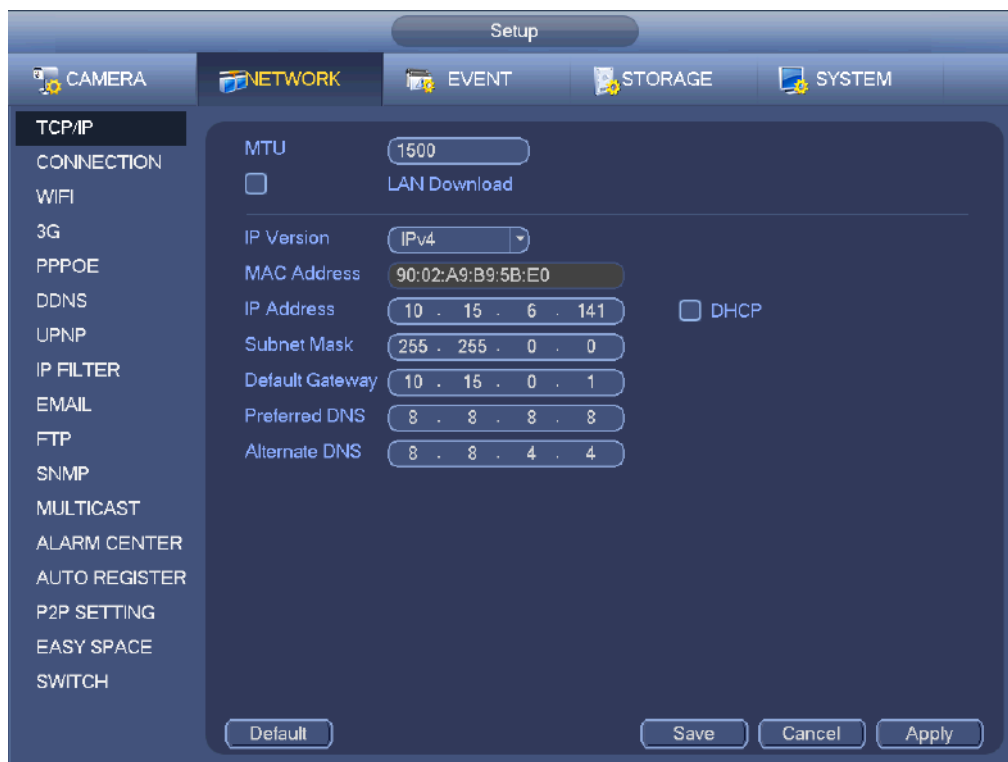 Setup
CAMERA NETWORK EVENT STORAGE SYSTEM
TCP/IP
CONNECTION
WIFI
3G
PPPOE
DDNS
UPNP
IP FILTER
EMAIL
FTP
SNMP
MULTICAST
ALARM CENTER
AUTO REGISTER
P2P SETTING
EASY SPACE
SWITCH
MTU 1500
LAN Download
IP Version IPv4
MAC Address 90:02:A9:B9:5B:E0
IP Address 10 . 15 . 6 . 141 DHCP
Subnet Mask 255 . 255 . 0 . 0
Default Gateway 10 . 15 . 0 . 1
Preferred DNS 8 . 8 . 8 . 8
Alternate DNS 8 . 8 . 4 . 4
Default Save Cancel Apply